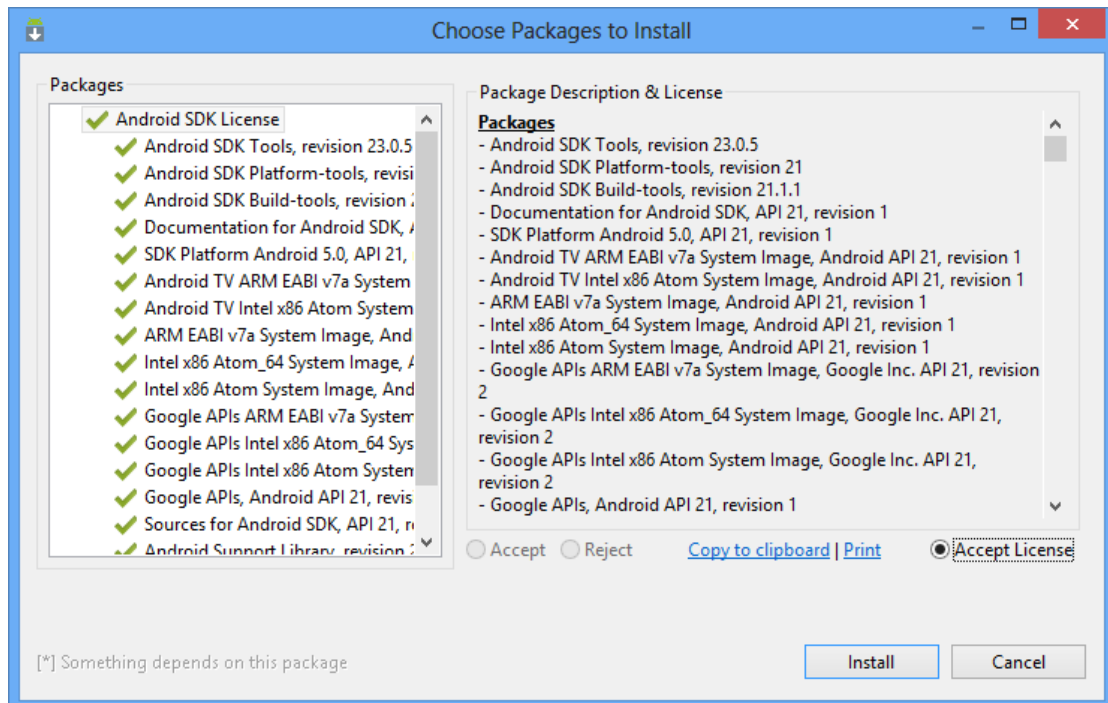 Choose Packages to Install
Packages
Android SDK License
Android SDK Tools, revision 23.0.5
Android SDK Platform-tools, revisi
Android SDK Build-tools, revision
Documentation for Android SDK,
SDK Platform Android 5.0, API 21,
Android TV ARM EABI v7a System
Android TV Intel x86 Atom System
ARM EABI v7a System Image, And
Intel x86 Atom_64 System Image,
Intel x86 Atom System Image, And
Google APIs ARM EABI v7a System
Google APIs Intel x86 Atom_64 Sys
Google APIs Intel x86 Atom System
Google APIs, Android API 21, revis
Sources for Android SDK, API 21, r
Android Support Library, revision
Package Description & License
Packages
- Android SDK Tools, revision 23.0.5
- Android SDK Platform-tools, revision 21
- Android SDK Build-tools, revision 21.1.1
- Documentation for Android SDK, API 21, revision 1
- SDK Platform Android 5.0, API 21, revision 1
- Android TV ARM EABI v7a System Image, Android API 21, revision 1
- Android TV Intel x86 Atom System Image, Android API 21, revision 1
- ARM EABI v7a System Image, Android API 21, revision 1
- Intel x86 Atom_64 System Image, Android API 21, revision 1
- Intel x86 Atom System Image, Android API 21, revision 1
- Google APIs ARM EABI v7a System Image, Google Inc. API 21, revision
2
- Google APIs Intel x86 Atom_64 System Image, Google Inc. API 21,
revision 2
- Google APIs Intel x86 Atom System Image, Google Inc. API 21,
revision 2
- Google APIs, Android API 21, revision 1
Accept Reject Copy to clipboard | Print Accept License
[*] Something depends on this package
Install Cancel